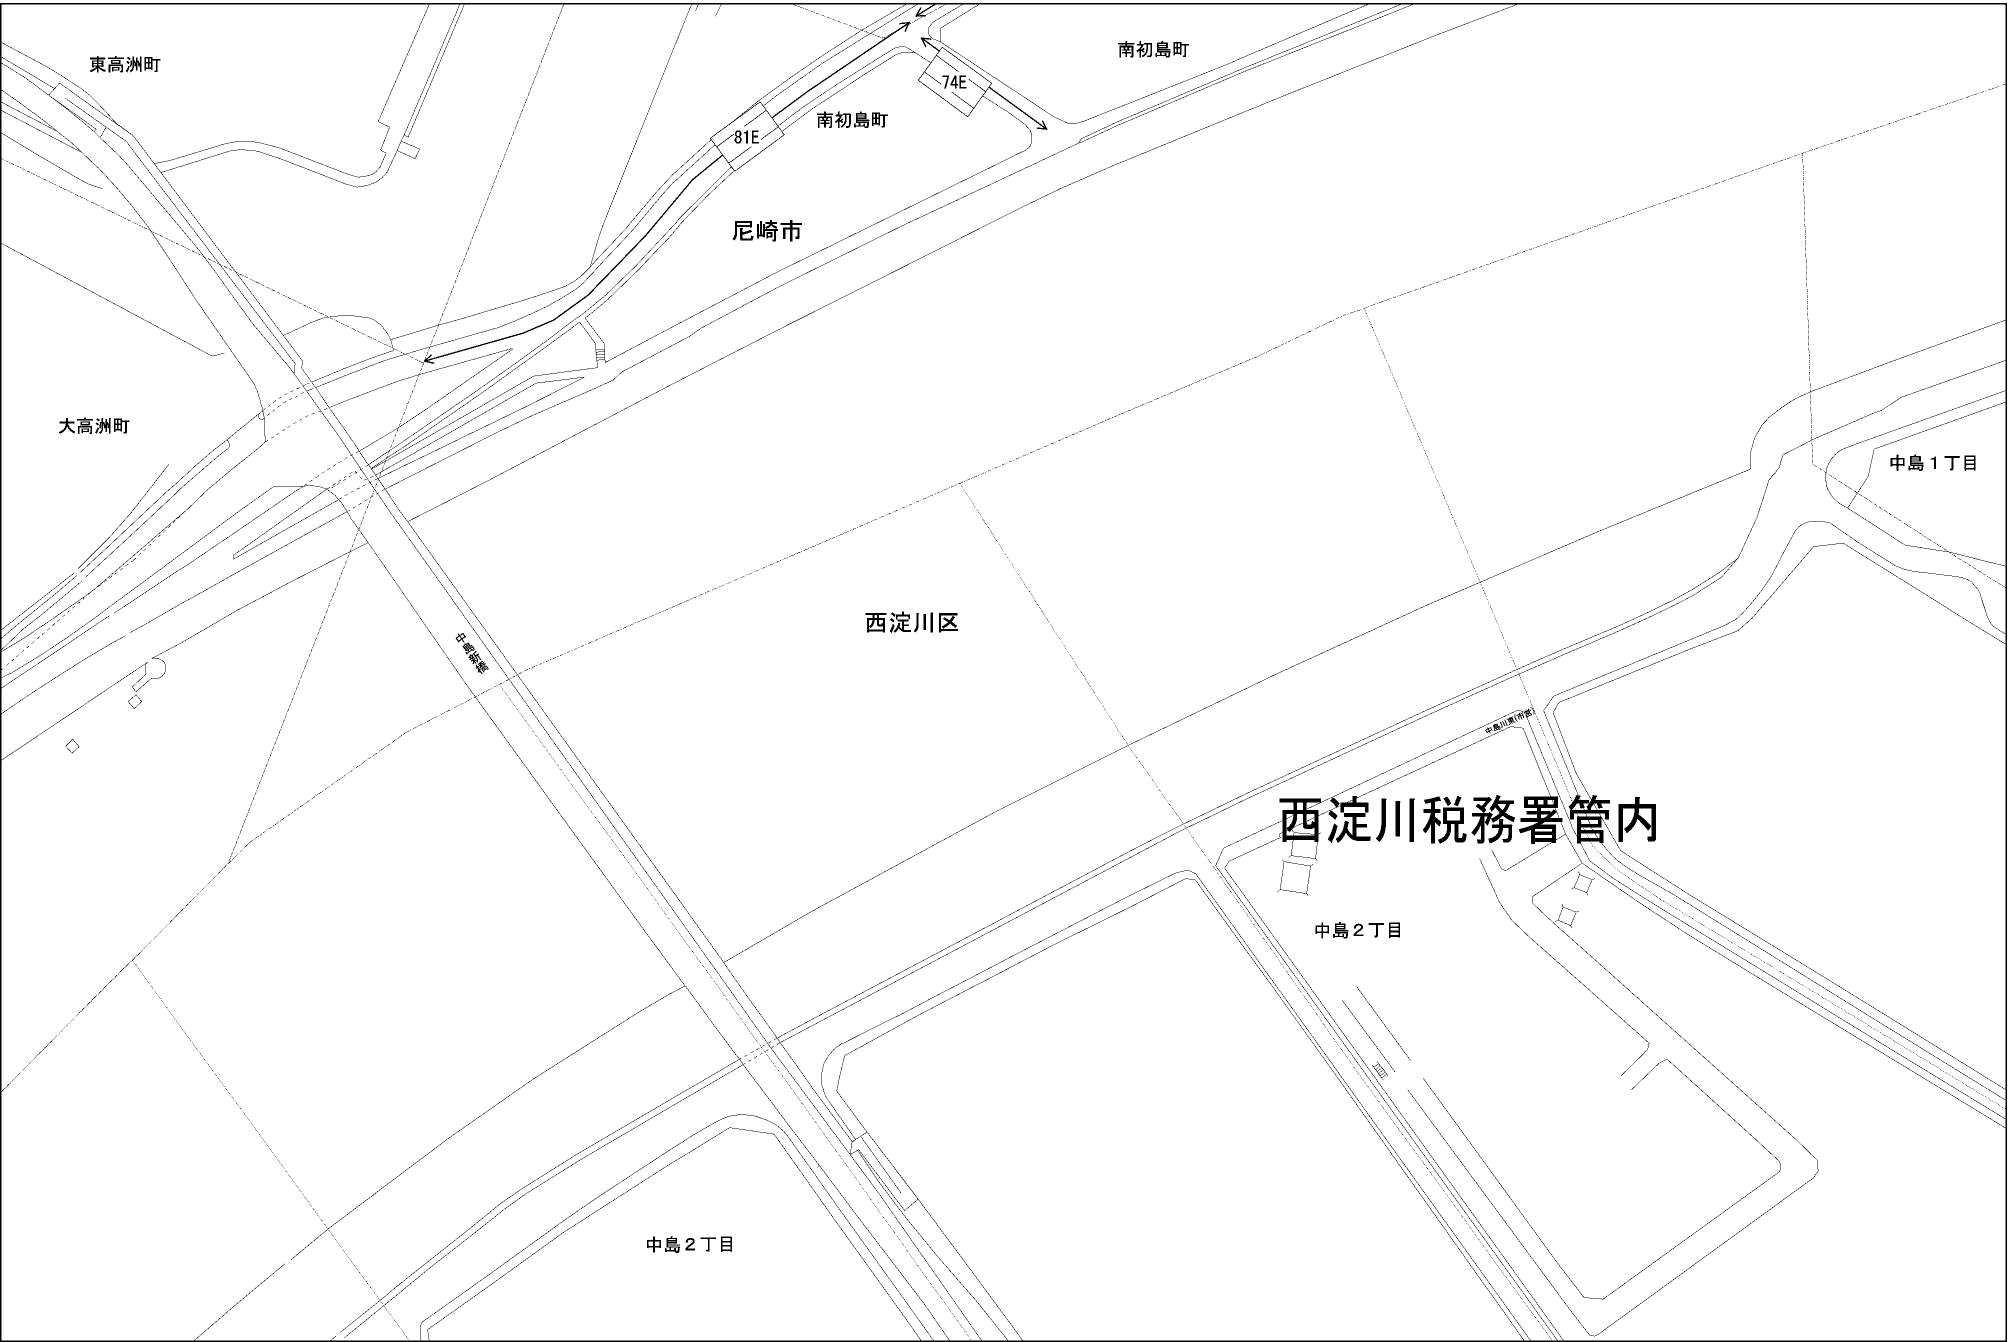 南初島町
東高洲町
74E
南初島町
81E
尼崎市
大高洲町
中島1丁目
西淀川区
中島新橋
中島川東(市営)
西淀川税務署管内
中島2丁目
中島2丁目